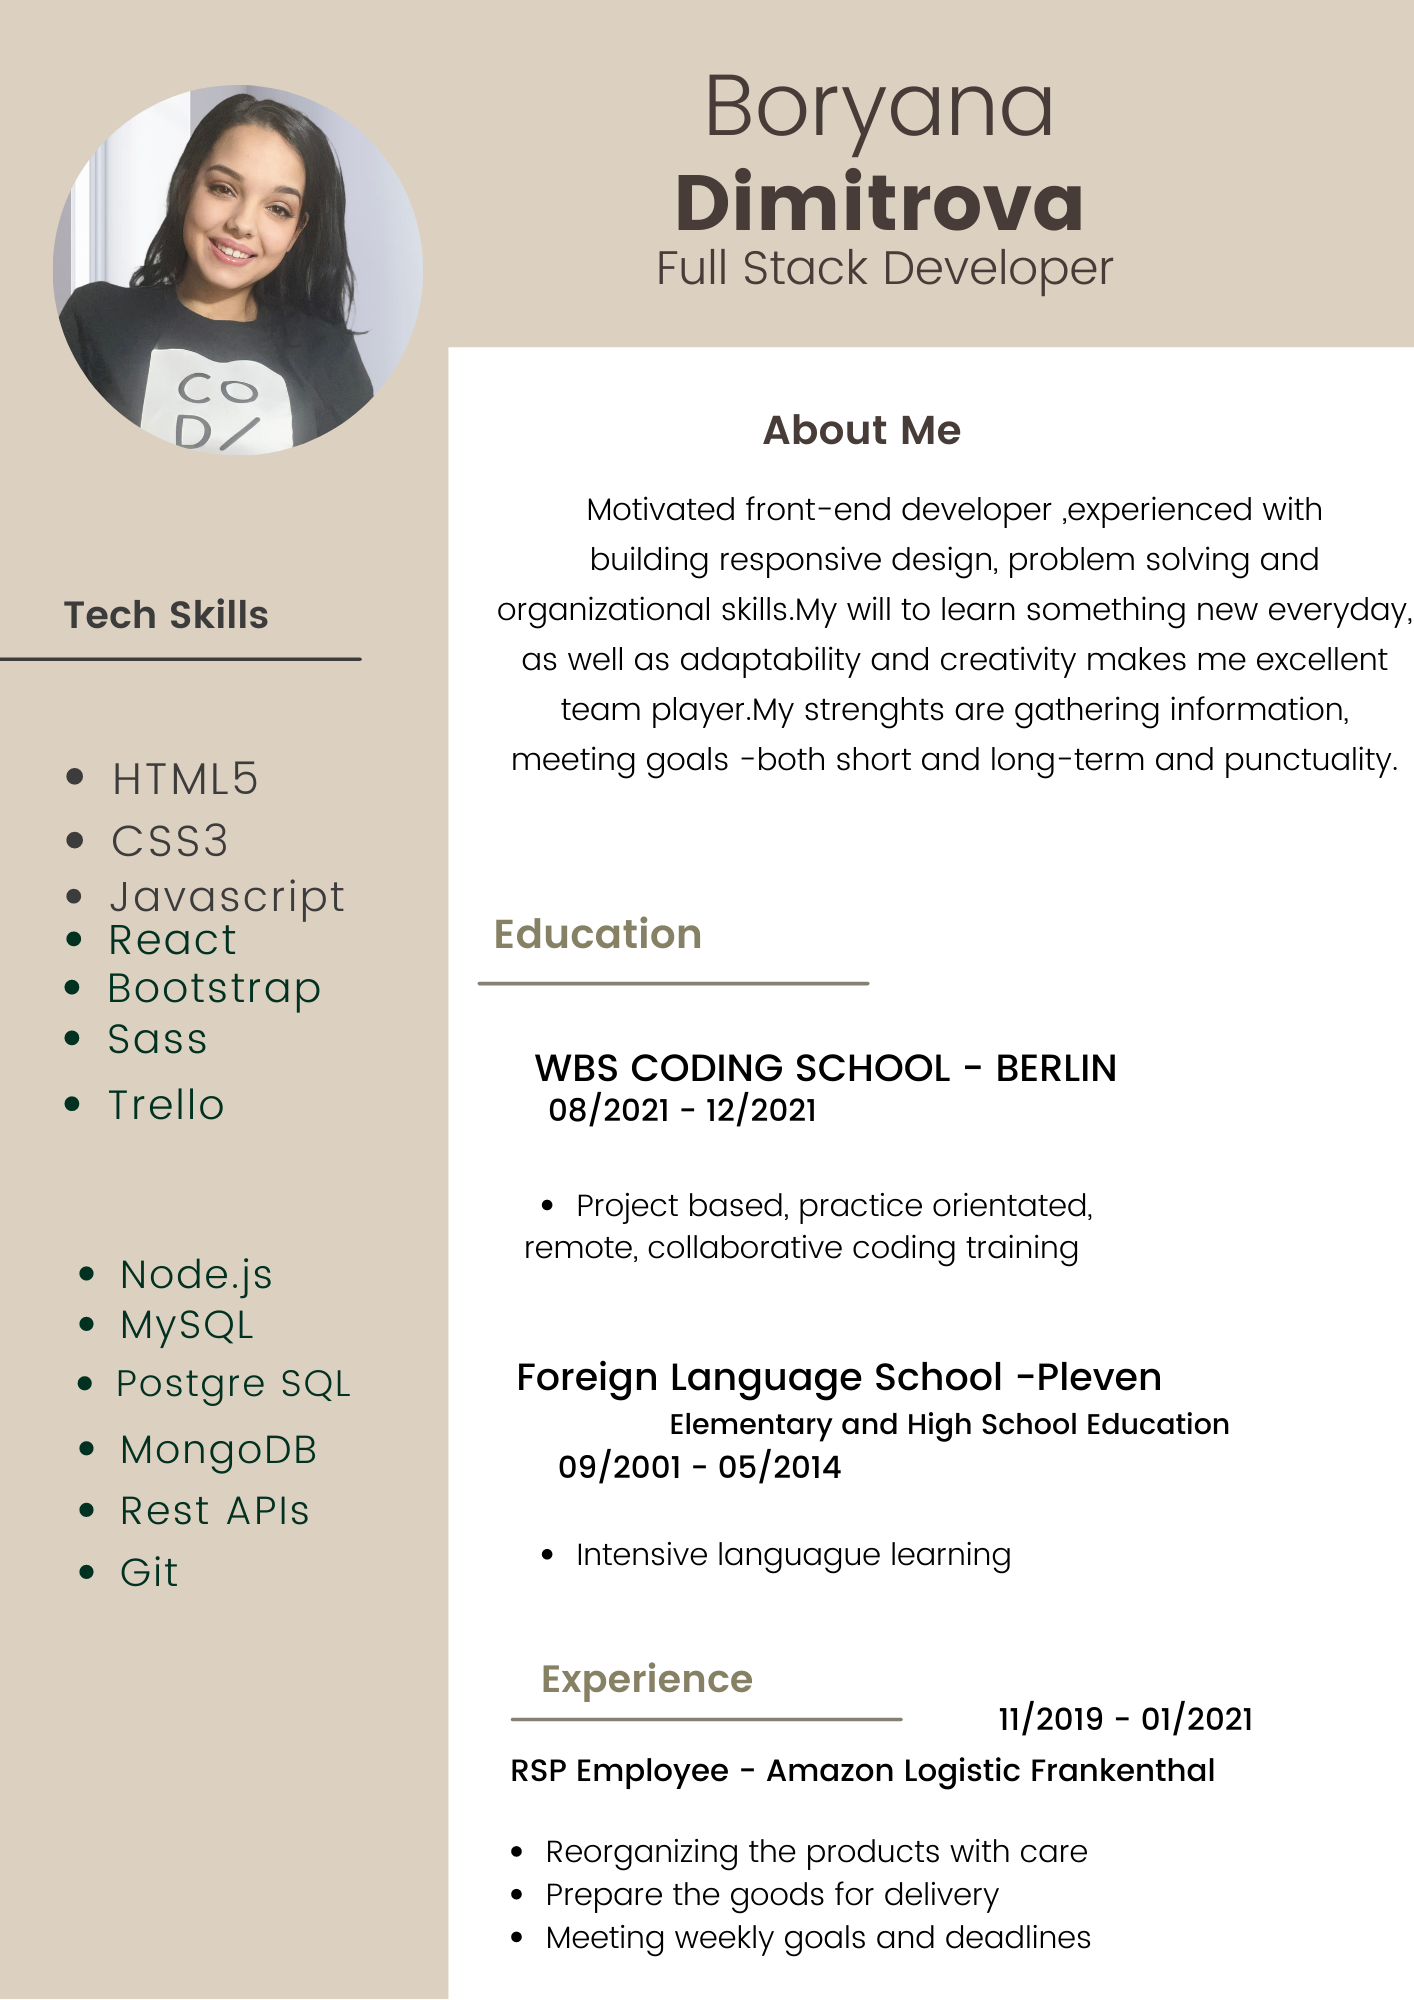 Boryana
Dimitrova
Full Stack Developer
CO
D/
Tech Skills
• HTML5
• CSS3
• Javascript
• React
• Bootstrap
• Sass
• Trello
• Node.js
• MySQL
• Postgre SQL
• MongoDB
• Rest APIs
• Git
About Me
Motivated front-end developer ,experienced with
building responsive design, problem solving and
organizational skills.My will to learn something new everyday,
as well as adaptability and creativity makes me excellent
team player.My strenghts are gathering information,
meeting goals -both short and long-term and punctuality.
Education
WBS CODING SCHOOL - BERLIN
08/2021 - 12/2021
• Project based, practice orientated,
remote, collaborative coding training
Foreign Language School -Pleven
Elementary and High School Education
09/2001 - 05/2014
• Intensive languague learning
Experience
11/2019 - 01/2021
RSP Employee - Amazon Logistic Frankenthal
• Reorganizing the products with care
• Prepare the goods for delivery
• Meeting weekly goals and deadlines